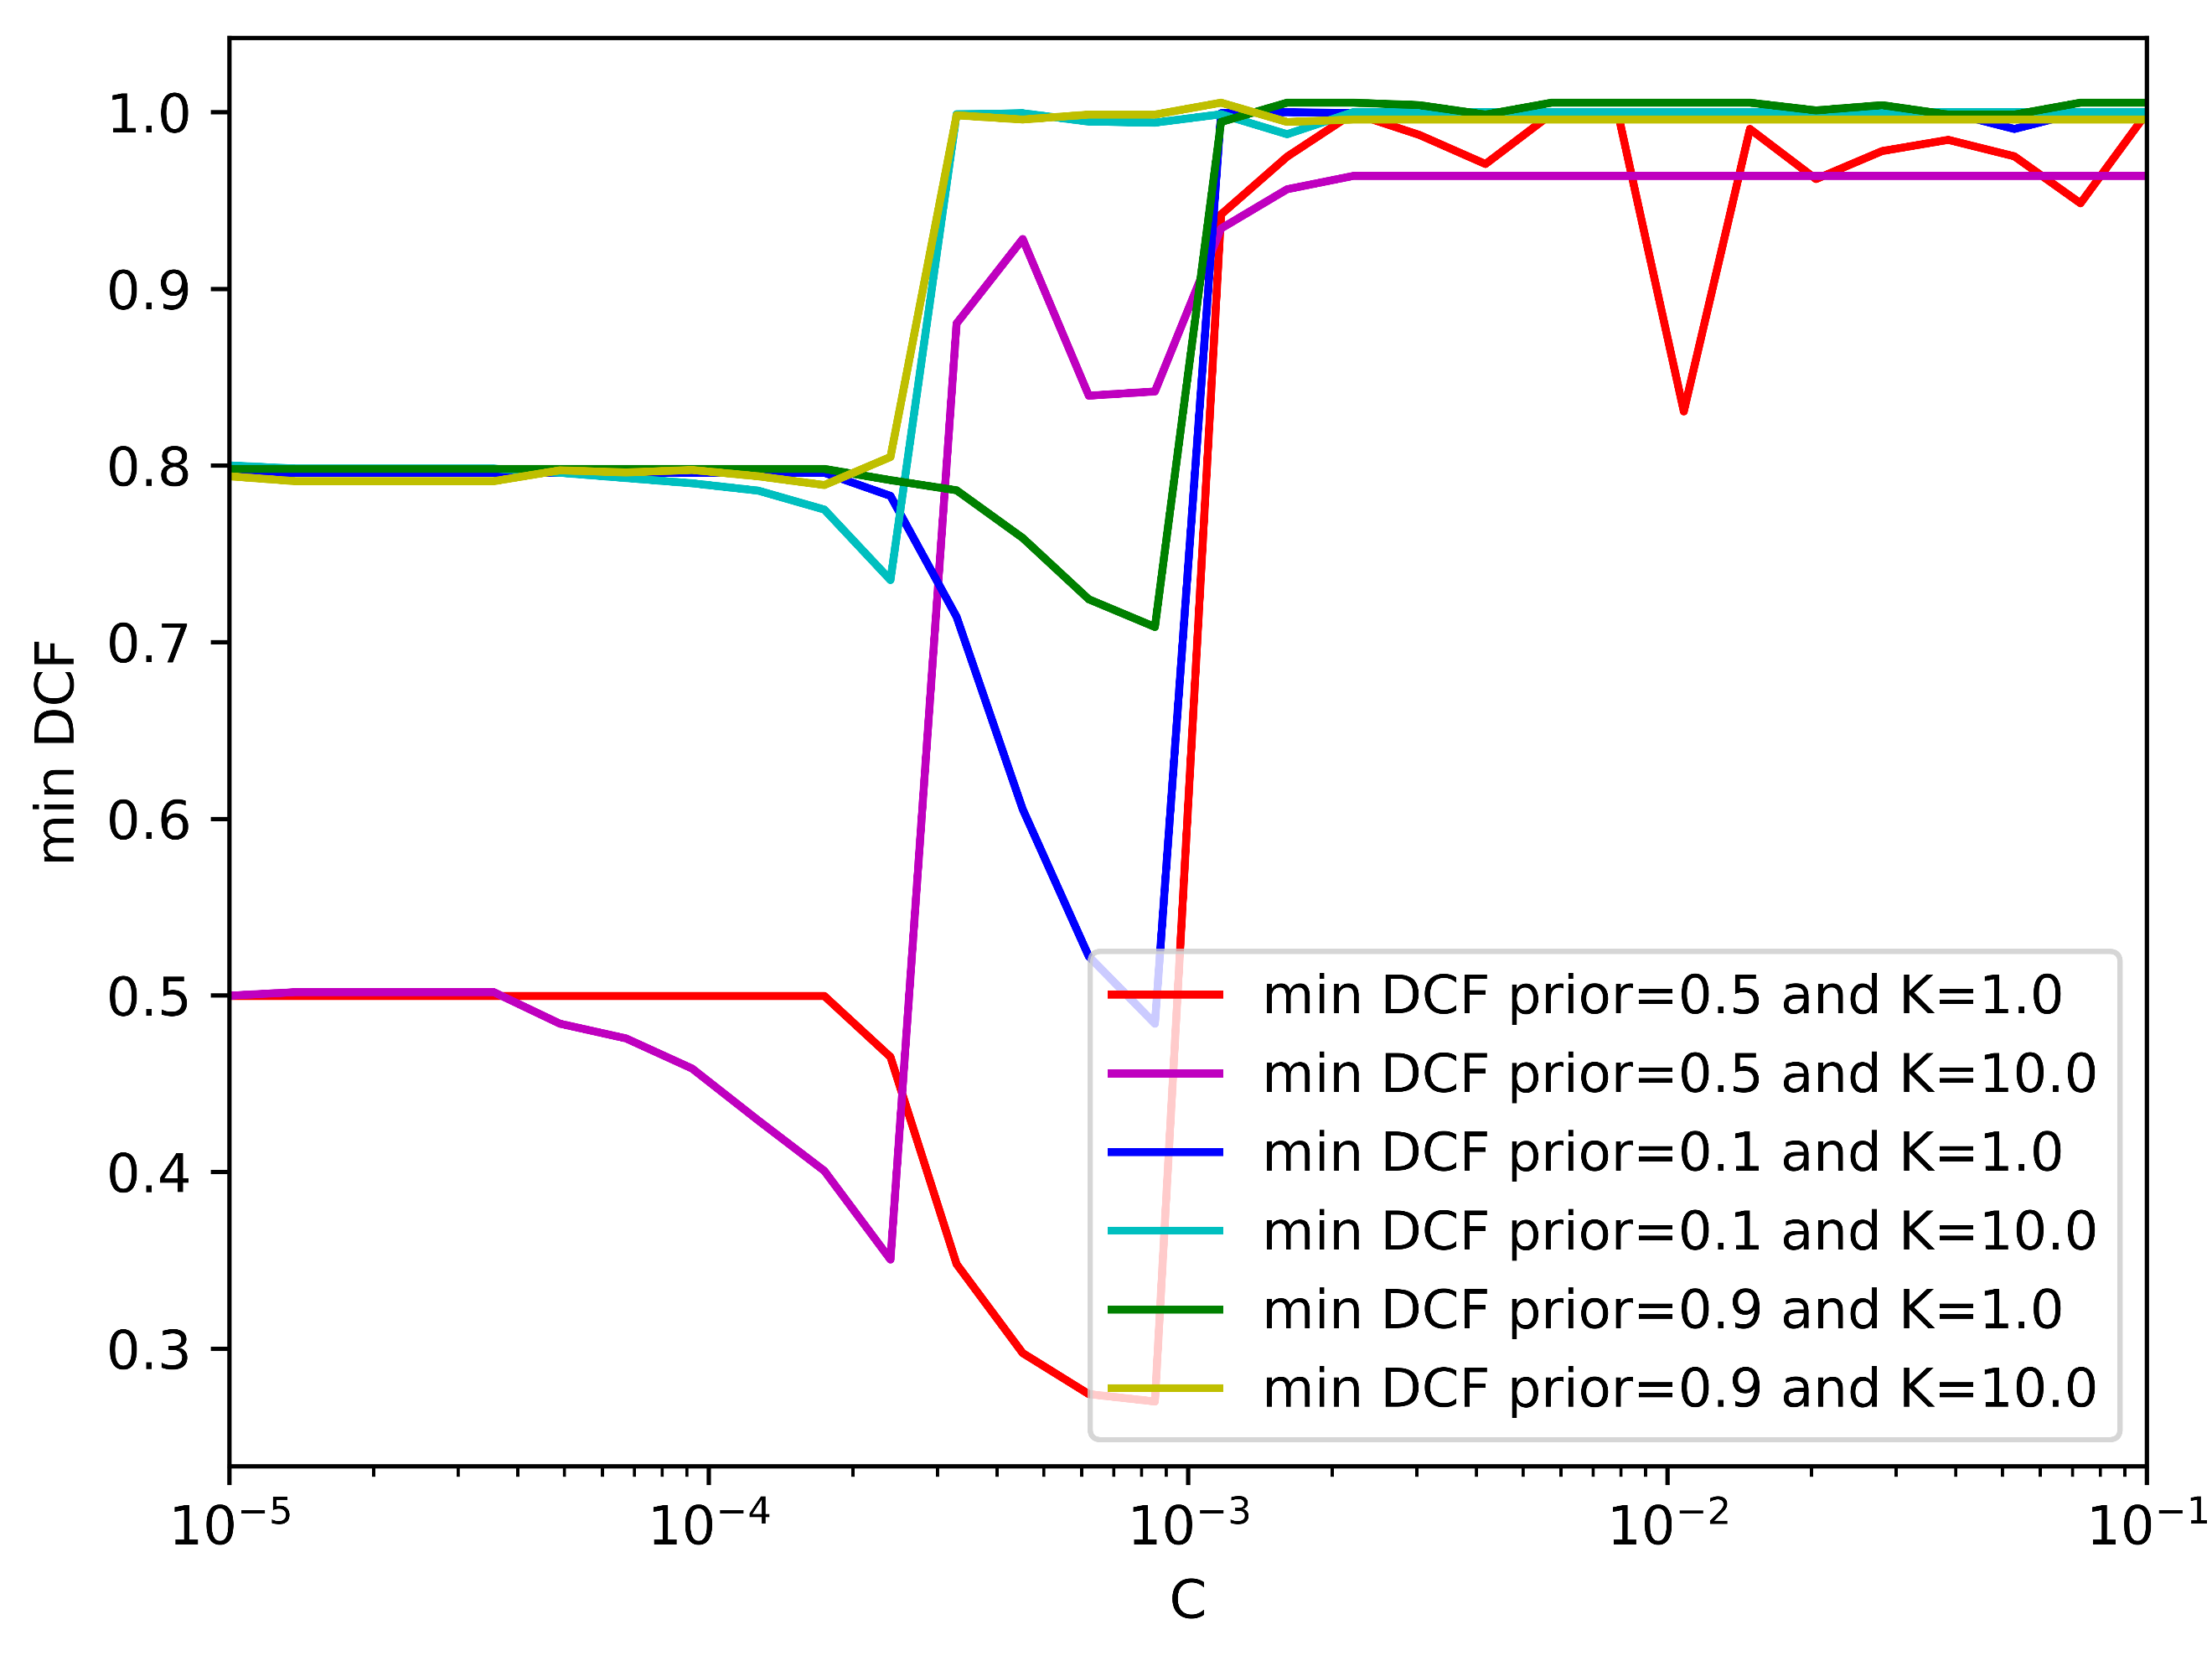 1.0
0.9
0.8
0.7
0.6
0.5
0.4
0.3
min DCF
min DCF prior=0.5 and K=1.0
min DCF prior=0.5 and K=10.0
min DCF prior=0.1 and K=1.0
min DCF prior=0.1 and K=10.0
min DCF prior=0.9 and K=1.0
min DCF prior=0.9 and K=10.0
10⁻⁵ 10⁻⁴ 10⁻³ 10⁻² 10⁻¹
C